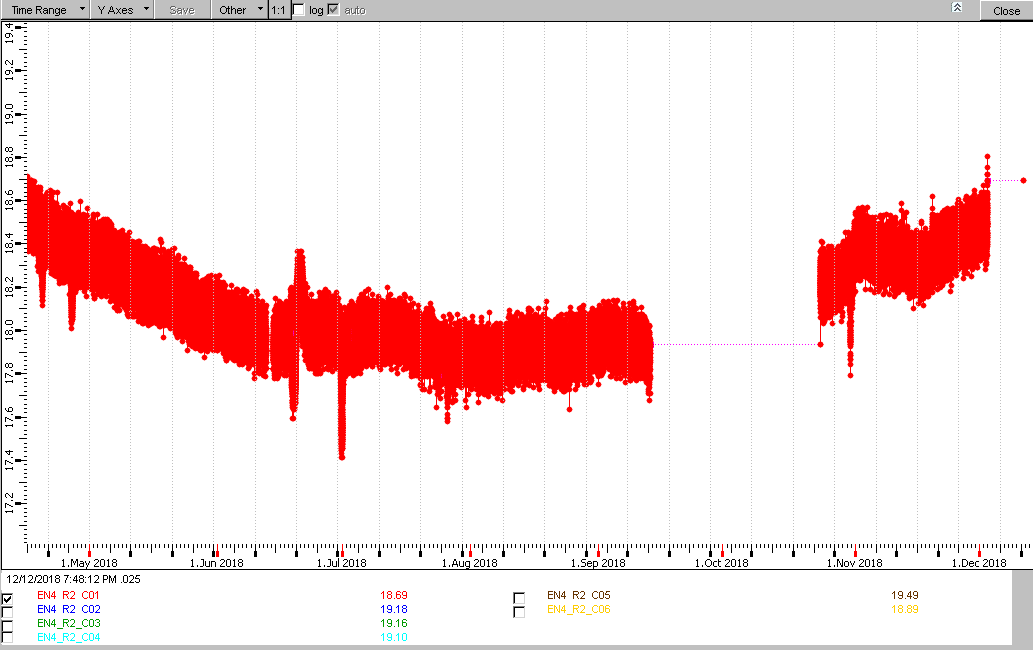 Time Range Y Axes Save Other 1:1 log auto Close
19.4
19.2
19.0
18.8
18.6
18.4
18.2
18.0
17.8
17.6
17.4
17.2
1.May 2018 1.Jun 2018 1.Jul 2018 1.Aug 2018 1.Sep 2018 1.Oct 2018 1.Nov 2018 1.Dec 2018
12/12/2018 7:48:12 PM .025
EN4_R2_C01 18.69 EN4_R2_C05 19.49
EN4_R2_C02 19.18 EN4_R2_C06 18.89
EN4_R2_C03 19.16
EN4_R2_C04 19.10